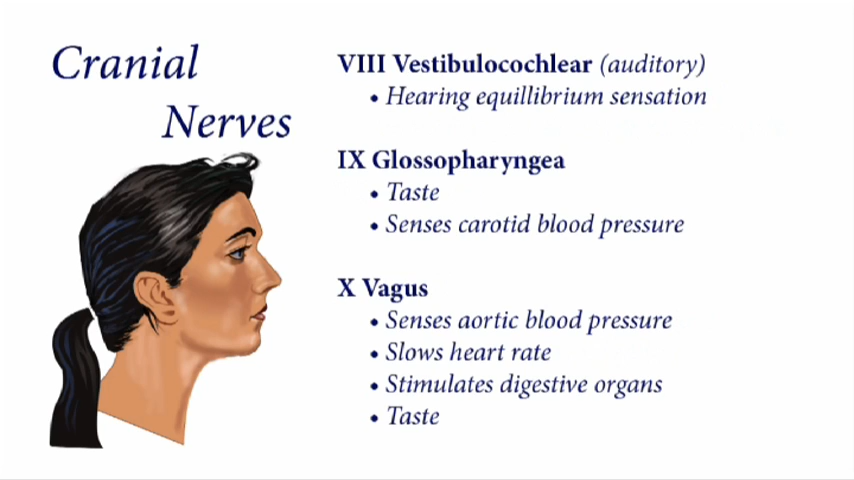 Cranial
Nerves
VIII Vestibulocochlear (auditory)
• Hearing equillibrium sensation
IX Glossopharyngea
• Taste
• Senses carotid blood pressure
X Vagus
• Senses aortic blood pressure
• Slows heart rate
• Stimulates digestive organs
• Taste